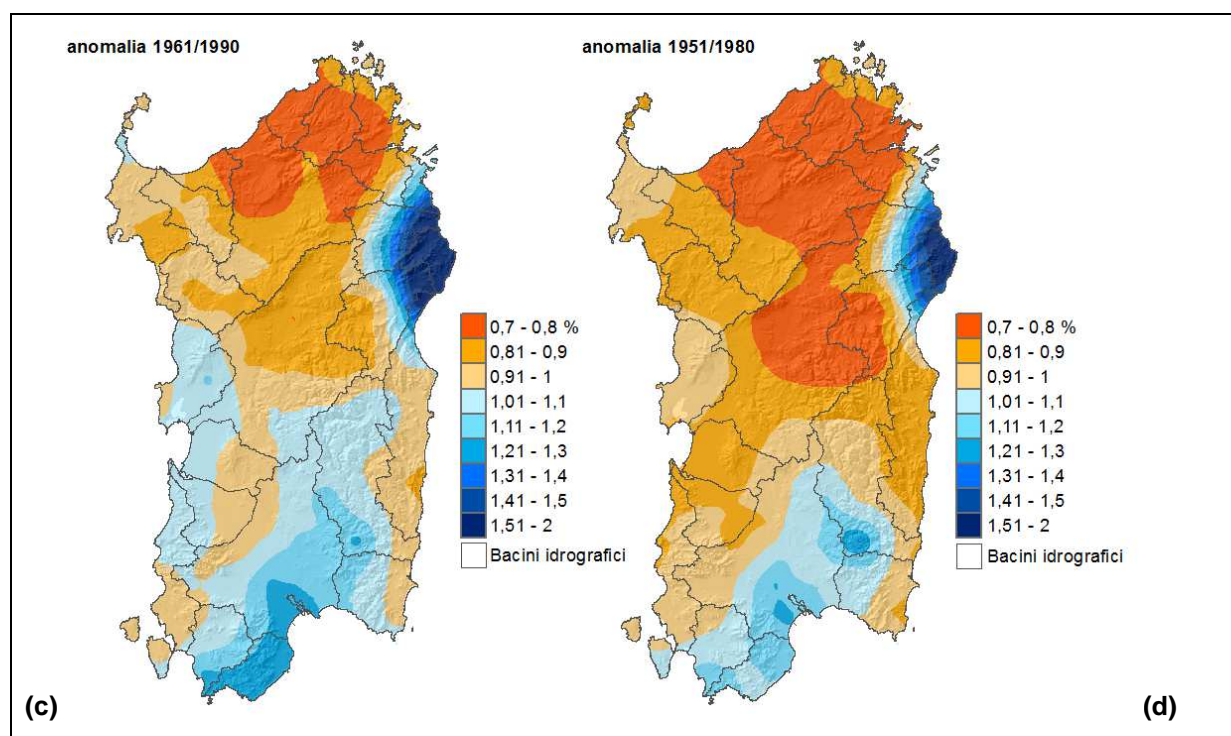 anomalia 1961/1990
0,7 - 0,8 %
0,81 - 0,9
0,91 - 1
1,01 - 1,1
1,11 - 1,2
1,21 - 1,3
1,31 - 1,4
1,41 - 1,5
1,51 - 2
Bacini idrografici
(c)
anomalia 1951/1980
0,7 - 0,8 %
0,81 - 0,9
0,91 - 1
1,01 - 1,1
1,11 - 1,2
1,21 - 1,3
1,31 - 1,4
1,41 - 1,5
1,51 - 2
Bacini idrografici
(d)